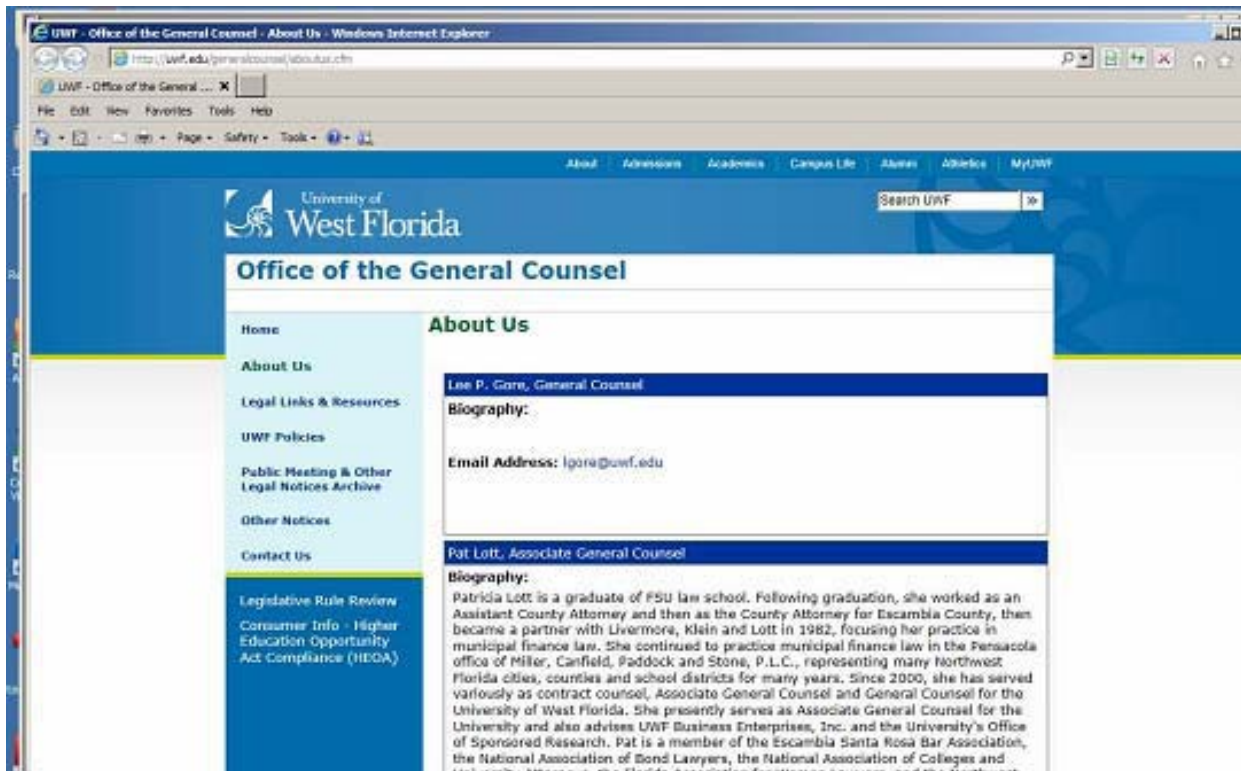 UWF - Office of the General Counsel - About Us - Windows Internet Explorer
http://uwf.edu/generalcounsel/aboutus.cfm
UWF - Office of the General ...
File Edit View Favorites Tools Help
Page Safety Tools
About Admissions Academics Campus Life Alumni Athletics MyUWF
University of
West Florida
Search UWF
Office of the General Counsel
Home
About Us
Legal Links & Resources
UWF Policies
Public Meeting & Other
Legal Notices Archive
Other Notices
Contact Us
Legislative Rule Review
Consumer Info - Higher
Education Opportunity
Act Compliance (HEOA)
About Us
Lee P. Gore, General Counsel
Biography:
Email Address: lgore@uwf.edu
Pat Lott, Associate General Counsel
Biography:
Patricia Lott is a graduate of FSU law school. Following graduation, she worked as an
Assistant County Attorney and then as the County Attorney for Escambia County, then
became a partner with Livermore, Klein and Lott in 1982, focusing her practice in
municipal finance law. She continued to practice municipal finance law in the Pensacola
office of Miller, Canfield, Paddock and Stone, P.L.C., representing many Northwest
Florida cities, counties and school districts for many years. Since 2000, she has served
variously as contract counsel, Associate General Counsel and General Counsel for the
University of West Florida. She presently serves as Associate General Counsel for the
University and also advises UWF Business Enterprises, Inc. and the University's Office
of Sponsored Research. Pat is a member of the Escambia Santa Rosa Bar Association,
the National Association of Bond Lawyers, the National Association of Colleges and